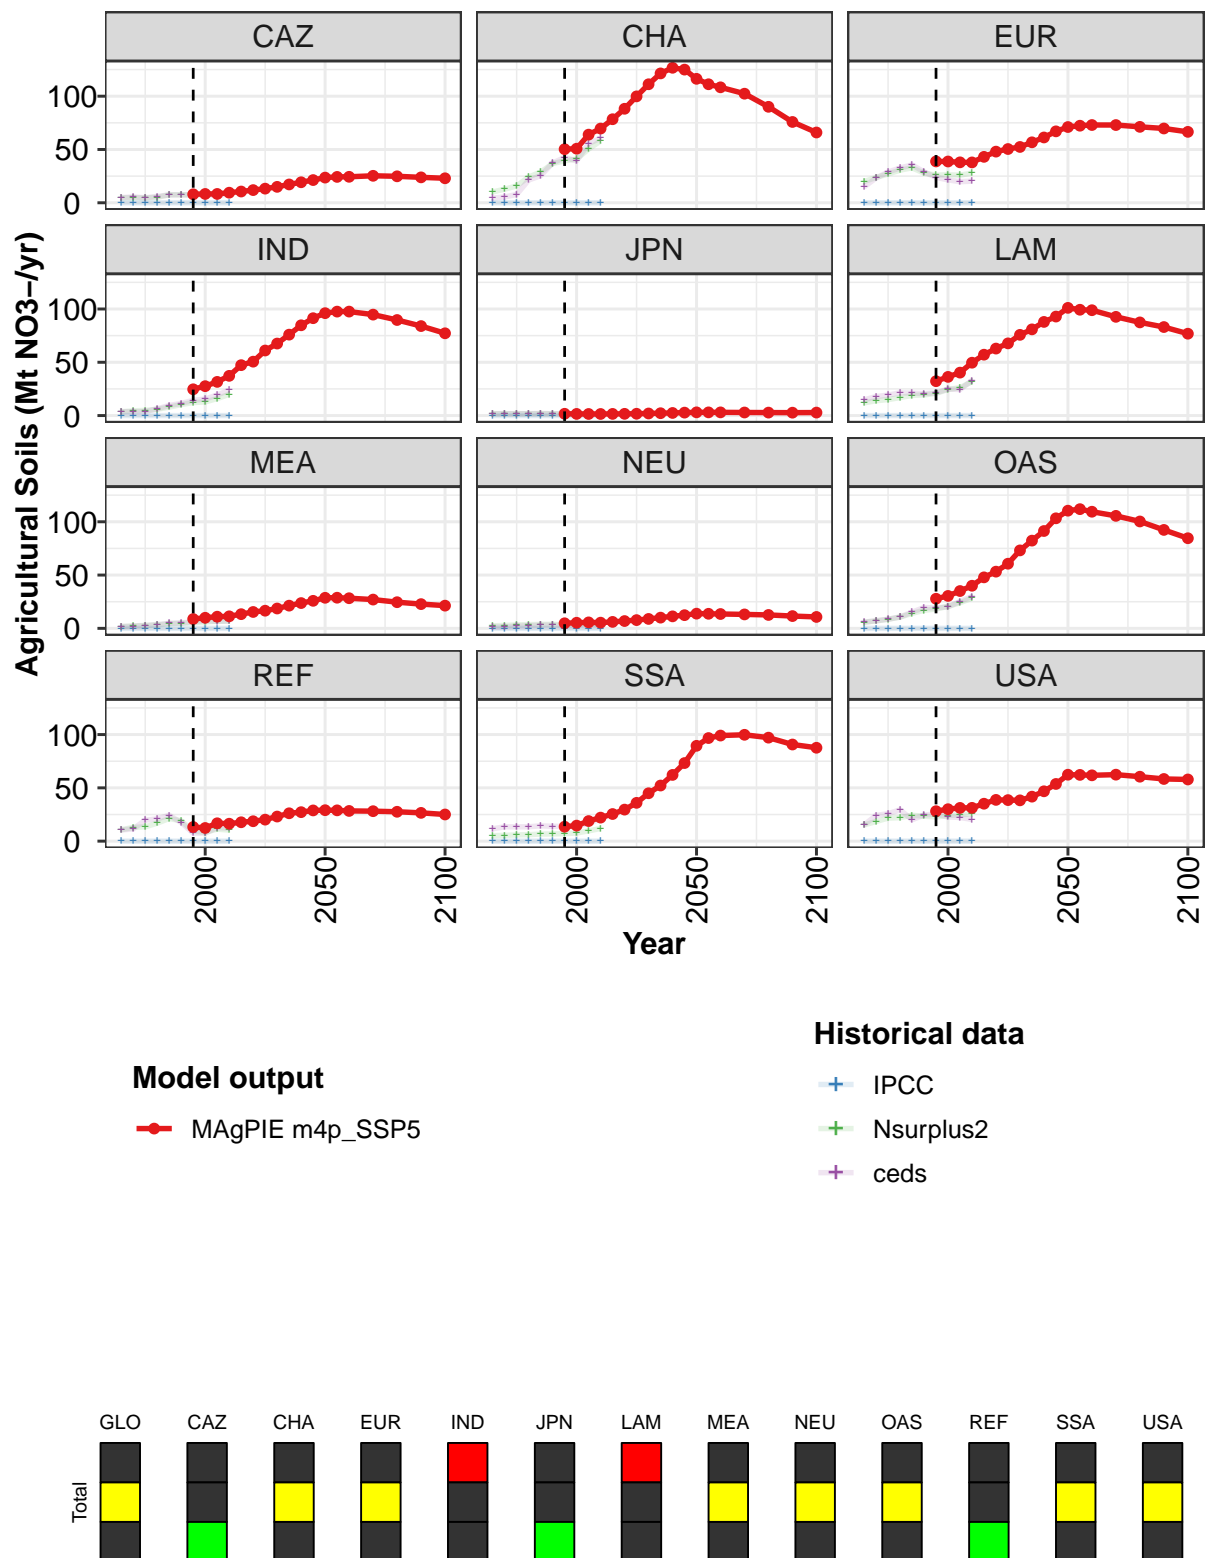 CAZ CHA EUR
100
50
0
IND JPN LAM
100
50
0
MEA NEU OAS
100
50
0
REF SSA USA
100
50
0
2000 2050 2100 2000 2050 2100 2000 2050 2100
Year
Agricultural Soils (Mt NO3−/yr)
Historical data
Model output
IPCC
MAgPIE m4p_SSP5
Nsurplus2
ceds
GLO CAZ CHA EUR IND JPN LAM MEA NEU OAS REF SSA USA
Total